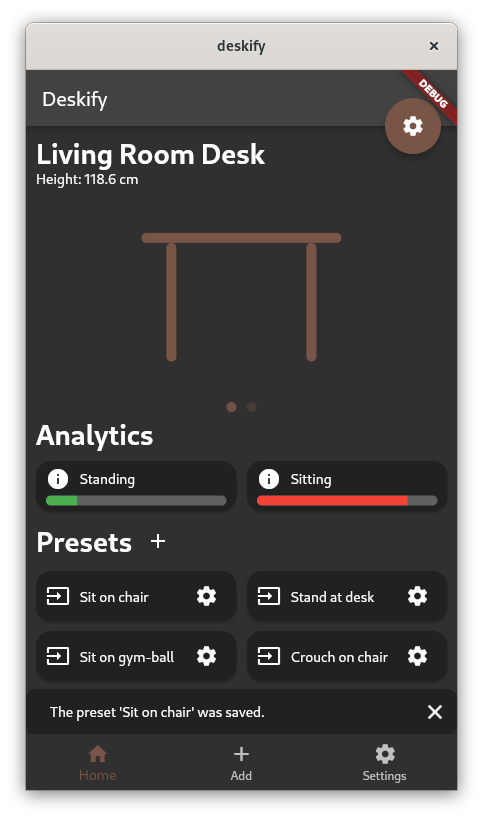 deskify
Deskify
DEBUG
Living Room Desk
Height: 118.6 cm
Analytics
Standing
Sitting
Presets
Sit on chair
Stand at desk
Sit on gym-ball
Crouch on chair
The preset 'Sit on chair' was saved.
Home
Add
Settings